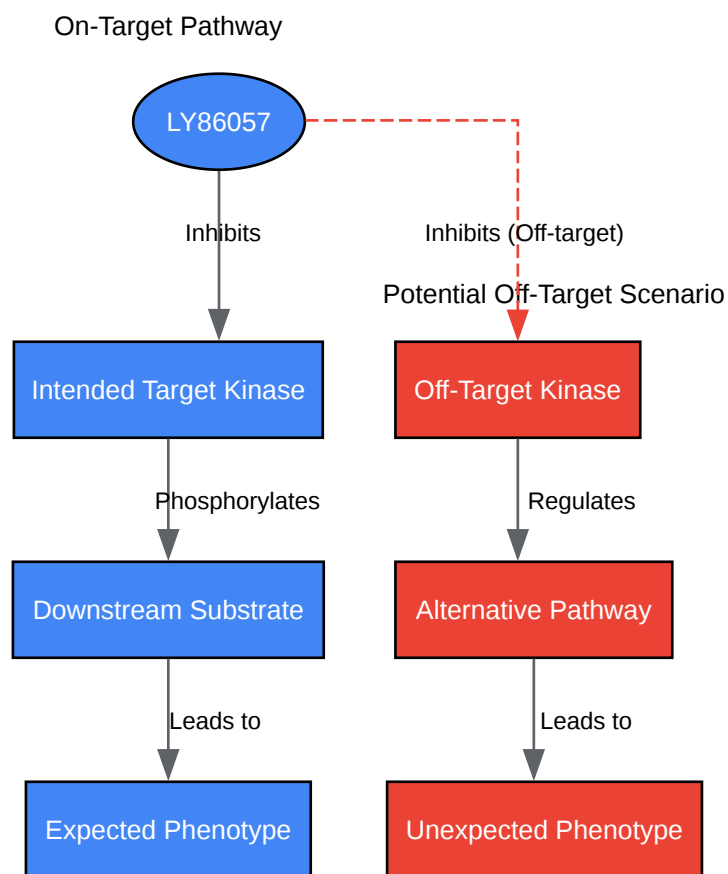 On-Target Pathway
LY86057
Inhibits
Inhibits (Off-target)
Potential Off-Target Scenario
Intended Target Kinase
Off-Target Kinase
Phosphorylates
Regulates
Downstream Substrate
Alternative Pathway
Leads to
Leads to
Expected Phenotype
Unexpected Phenotype